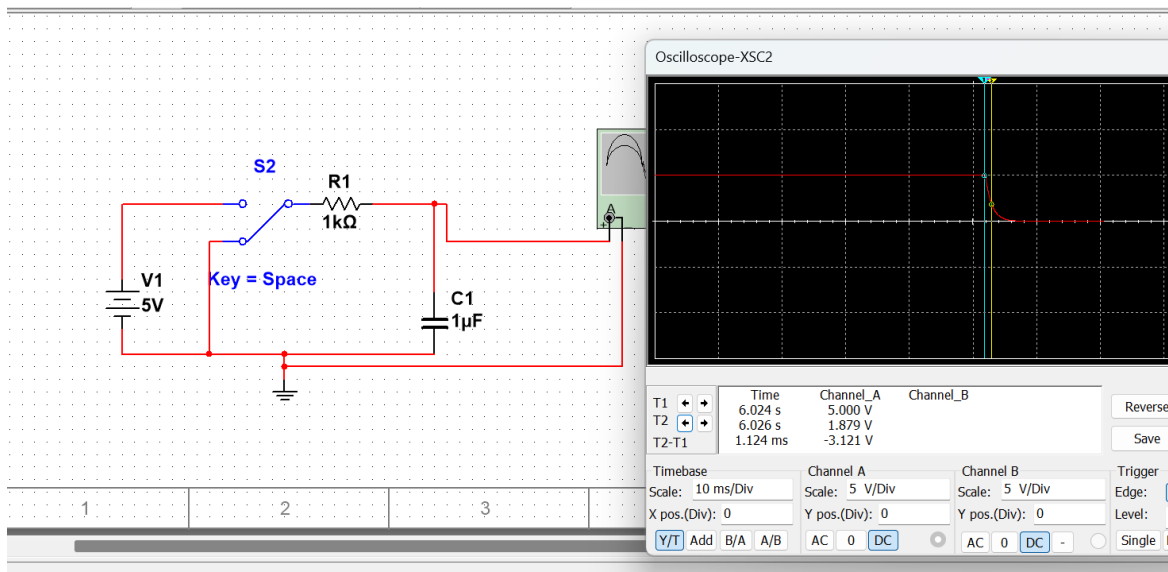 Oscilloscope-XSC2
S2
R1
1kΩ
A
Key = Space
V1
5V
C1
1µF
Time Channel_A Channel_B
T1 6.024 s 5.000 V
T2 6.026 s 1.879 V
T2-T1 1.124 ms -3.121 V
Reverse
Save
Timebase Channel A Channel B Trigger
Scale: 10 ms/Div Scale: 5 V/Div Scale: 5 V/Div Edge:
X pos.(Div): 0 Y pos.(Div): 0 Y pos.(Div): 0 Level:
Y/T Add B/A A/B AC 0 DC AC 0 DC - Single
1 2 3